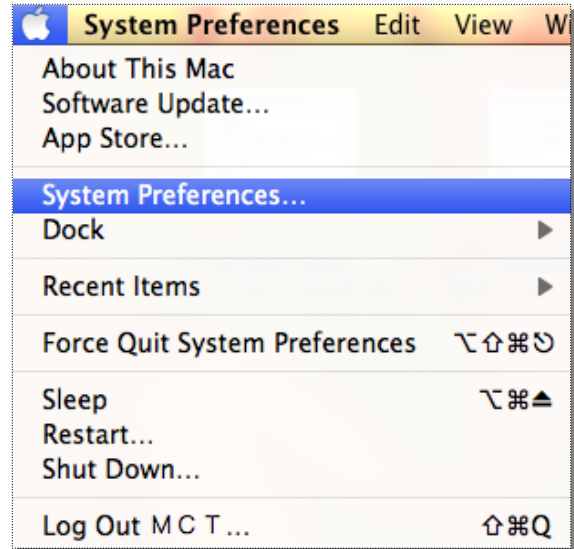 System Preferences Edit View Wi
About This Mac
Software Update...
App Store...
System Preferences...
Dock ▶
Recent Items ▶
Force Quit System Preferences ⌥⇧⌘⎋
Sleep ⌥⌘⏏
Restart...
Shut Down...
Log Out M C T... ⇧⌘Q